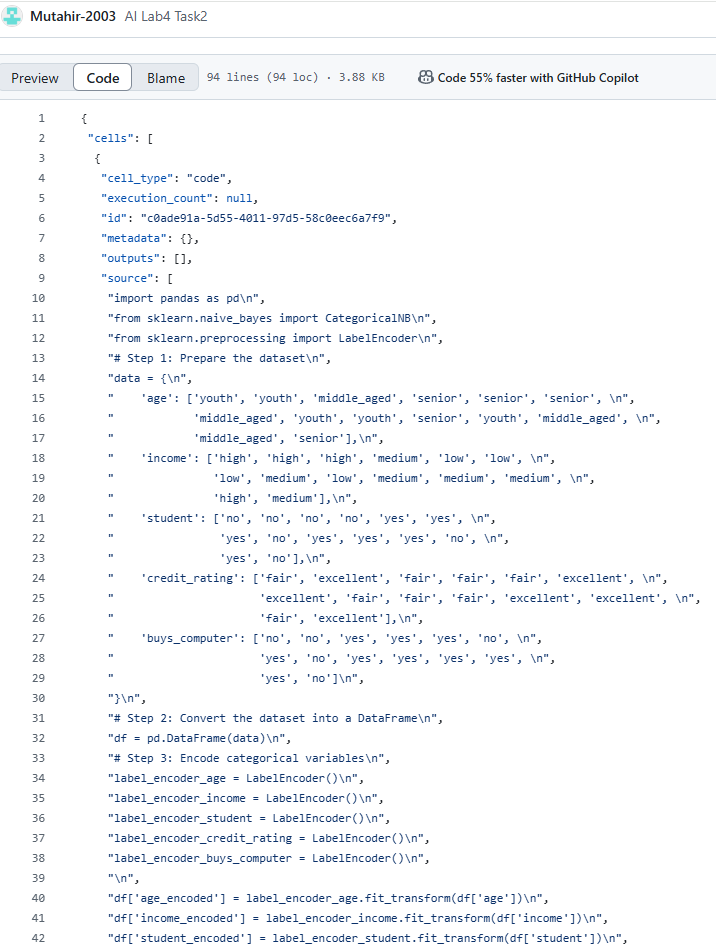 Mutahir-2003 AI Lab4 Task2
Preview Code Blame 94 lines (94 loc) · 3.88 KB Code 55% faster with GitHub Copilot
1 {
2 "cells": [
3 {
4 "cell_type": "code",
5 "execution_count": null,
6 "id": "c0ade91a-5d55-4011-97d5-58c0eec6a7f9",
7 "metadata": {},
8 "outputs": [],
9 "source": [
10 "import pandas as pd\n",
11 "from sklearn.naive_bayes import CategoricalNB\n",
12 "from sklearn.preprocessing import LabelEncoder\n",
13 "# Step 1: Prepare the dataset\n",
14 "data = {\n",
15 "    'age': ['youth', 'youth', 'middle_aged', 'senior', 'senior', 'senior', \n",
16 "            'middle_aged', 'youth', 'youth', 'senior', 'youth', 'middle_aged', \n",
17 "            'middle_aged', 'senior'],\n",
18 "    'income': ['high', 'high', 'high', 'medium', 'low', 'low', \n",
19 "               'low', 'medium', 'low', 'medium', 'medium', 'medium', \n",
20 "               'high', 'medium'],\n",
21 "    'student': ['no', 'no', 'no', 'no', 'yes', 'yes', \n",
22 "                'yes', 'no', 'yes', 'yes', 'yes', 'no', \n",
23 "                'yes', 'no'],\n",
24 "    'credit_rating': ['fair', 'excellent', 'fair', 'fair', 'fair', 'excellent', \n",
25 "                      'excellent', 'fair', 'fair', 'fair', 'excellent', 'excellent', \n",
26 "                      'fair', 'excellent'],\n",
27 "    'buys_computer': ['no', 'no', 'yes', 'yes', 'yes', 'no', \n",
28 "                      'yes', 'no', 'yes', 'yes', 'yes', 'yes', \n",
29 "                      'yes', 'no']\n",
30 "}\n",
31 "# Step 2: Convert the dataset into a DataFrame\n",
32 "df = pd.DataFrame(data)\n",
33 "# Step 3: Encode categorical variables\n",
34 "label_encoder_age = LabelEncoder()\n",
35 "label_encoder_income = LabelEncoder()\n",
36 "label_encoder_student = LabelEncoder()\n",
37 "label_encoder_credit_rating = LabelEncoder()\n",
38 "label_encoder_buys_computer = LabelEncoder()\n",
39 "\n",
40 "df['age_encoded'] = label_encoder_age.fit_transform(df['age'])\n",
41 "df['income_encoded'] = label_encoder_income.fit_transform(df['income'])\n",
42 "df['student_encoded'] = label_encoder_student.fit_transform(df['student'])\n",